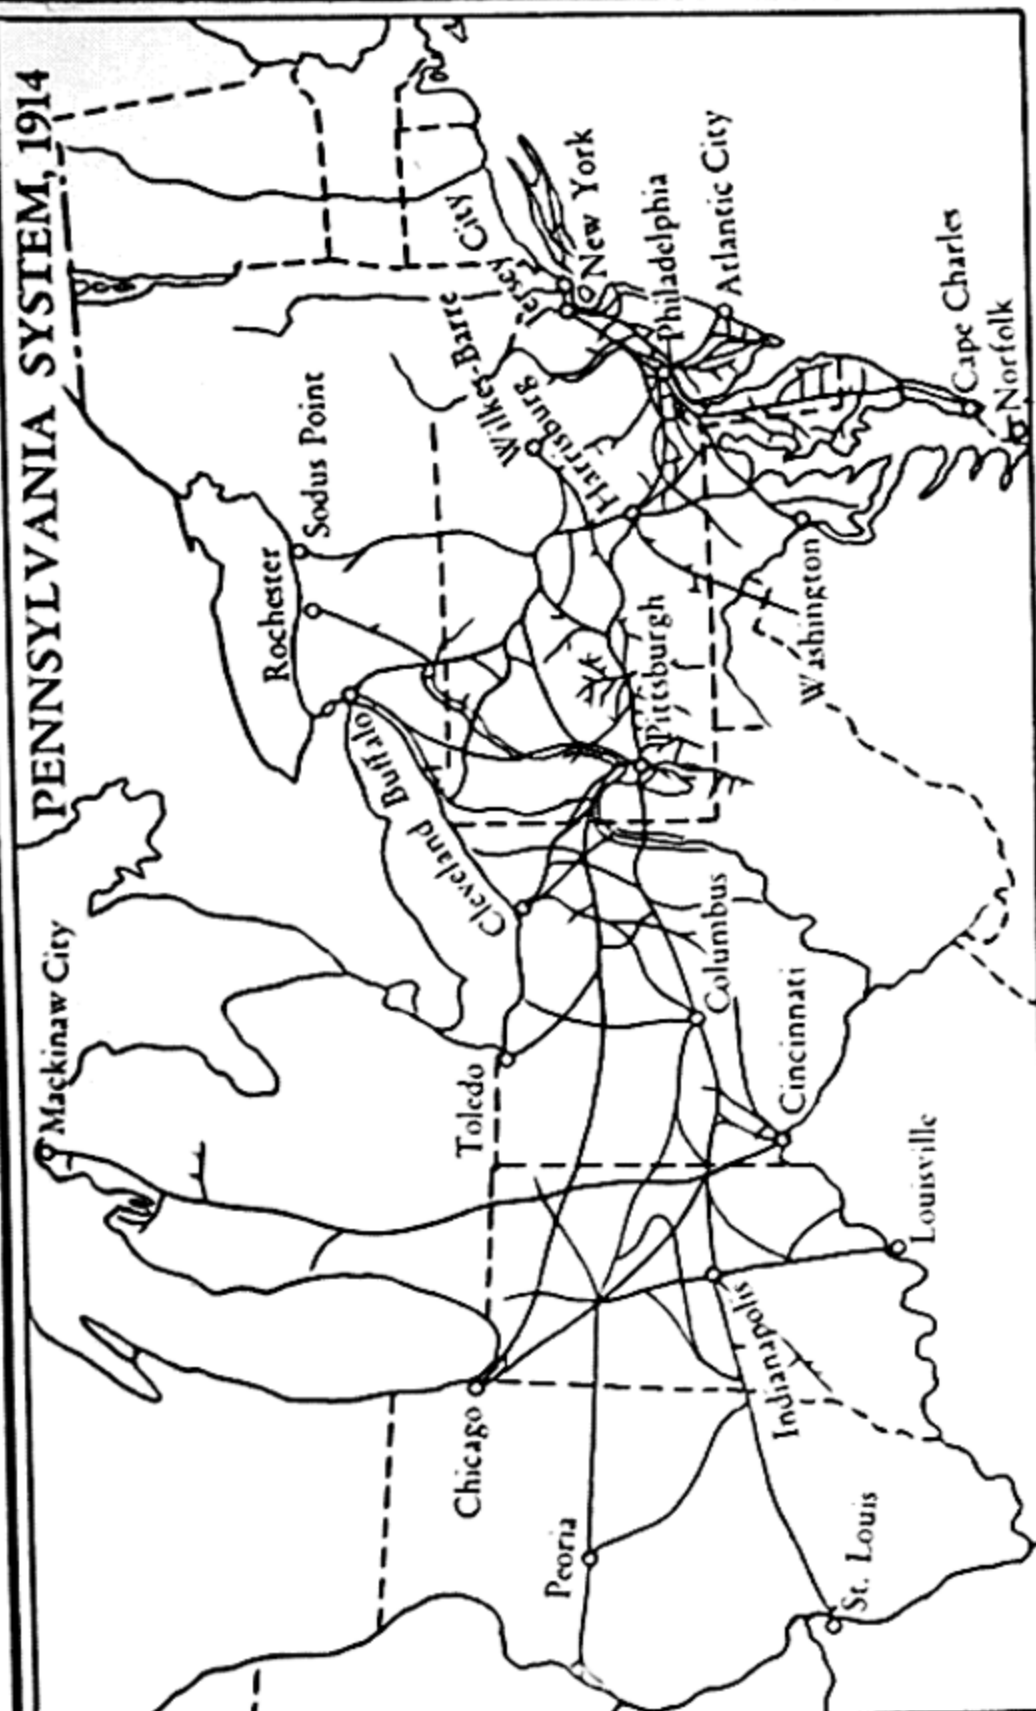 PENNSYLVANIA SYSTEM, 1914
Mackinaw City
Rochester
Sodus Point
Buffalo
Cleveland
Toledo
Chicago
Peoria
St. Louis
Indianapolis
Louisville
Cincinnati
Columbus
Pittsburgh
Harrisburg
Wilkes-Barre
Jersey City
New York
Philadelphia
Atlantic City
Washington
Cape Charles
Norfolk